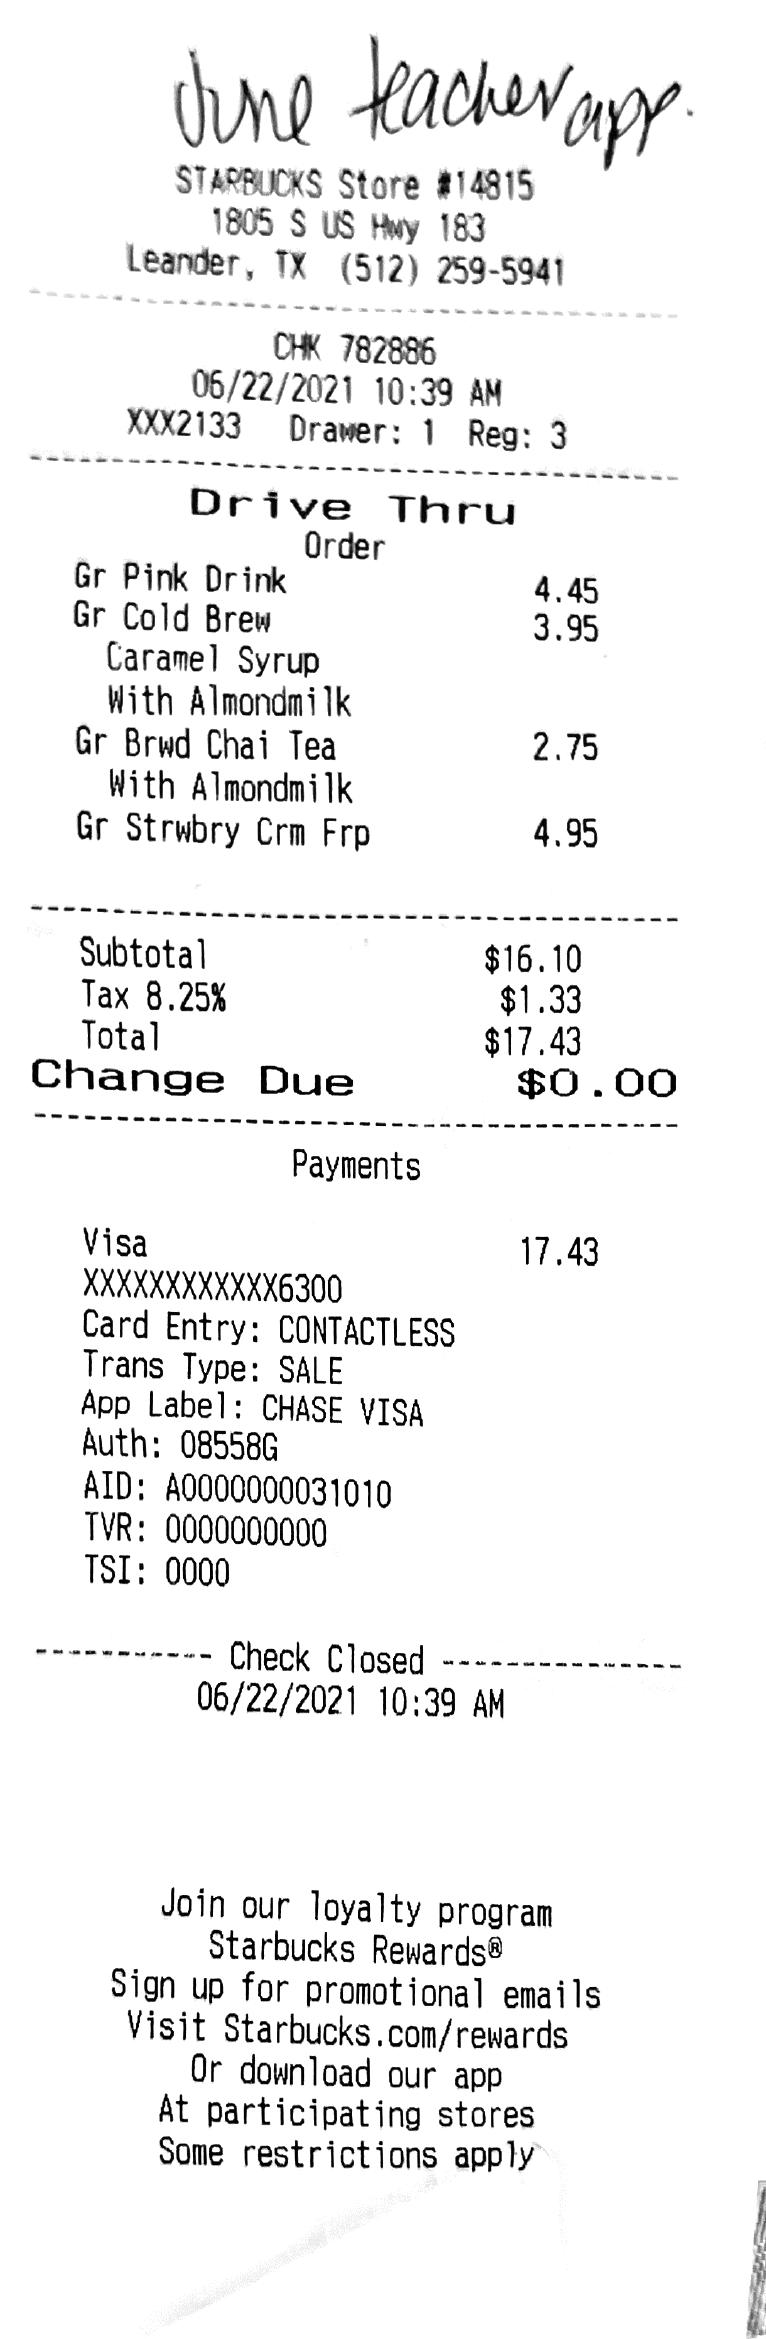 June teacher app.
STARBUCKS Store #14815
1805 S US Hwy 183
Leander, TX (512) 259-5941
----------------------------------------
CHK 782886
06/22/2021 10:39 AM
XXX2133 Drawer: 1 Reg: 3
----------------------------------------
Drive Thru
Order
Gr Pink Drink 4.45
Gr Cold Brew 3.95
Caramel Syrup
With Almondmilk
Gr Brwd Chai Tea 2.75
With Almondmilk
Gr Strwbry Crm Frp 4.95
----------------------------------------
Subtotal $16.10
Tax 8.25% $1.33
Total $17.43
Change Due $0.00
----------------------------------------
Payments
Visa 17.43
XXXXXXXXXXXX6300
Card Entry: CONTACTLESS
Trans Type: SALE
App Label: CHASE VISA
Auth: 08558G
AID: A0000000031010
TVR: 0000000000
TSI: 0000
----------- Check Closed ---------------
06/22/2021 10:39 AM
Join our loyalty program
Starbucks Rewards®
Sign up for promotional emails
Visit Starbucks.com/rewards
Or download our app
At participating stores
Some restrictions apply